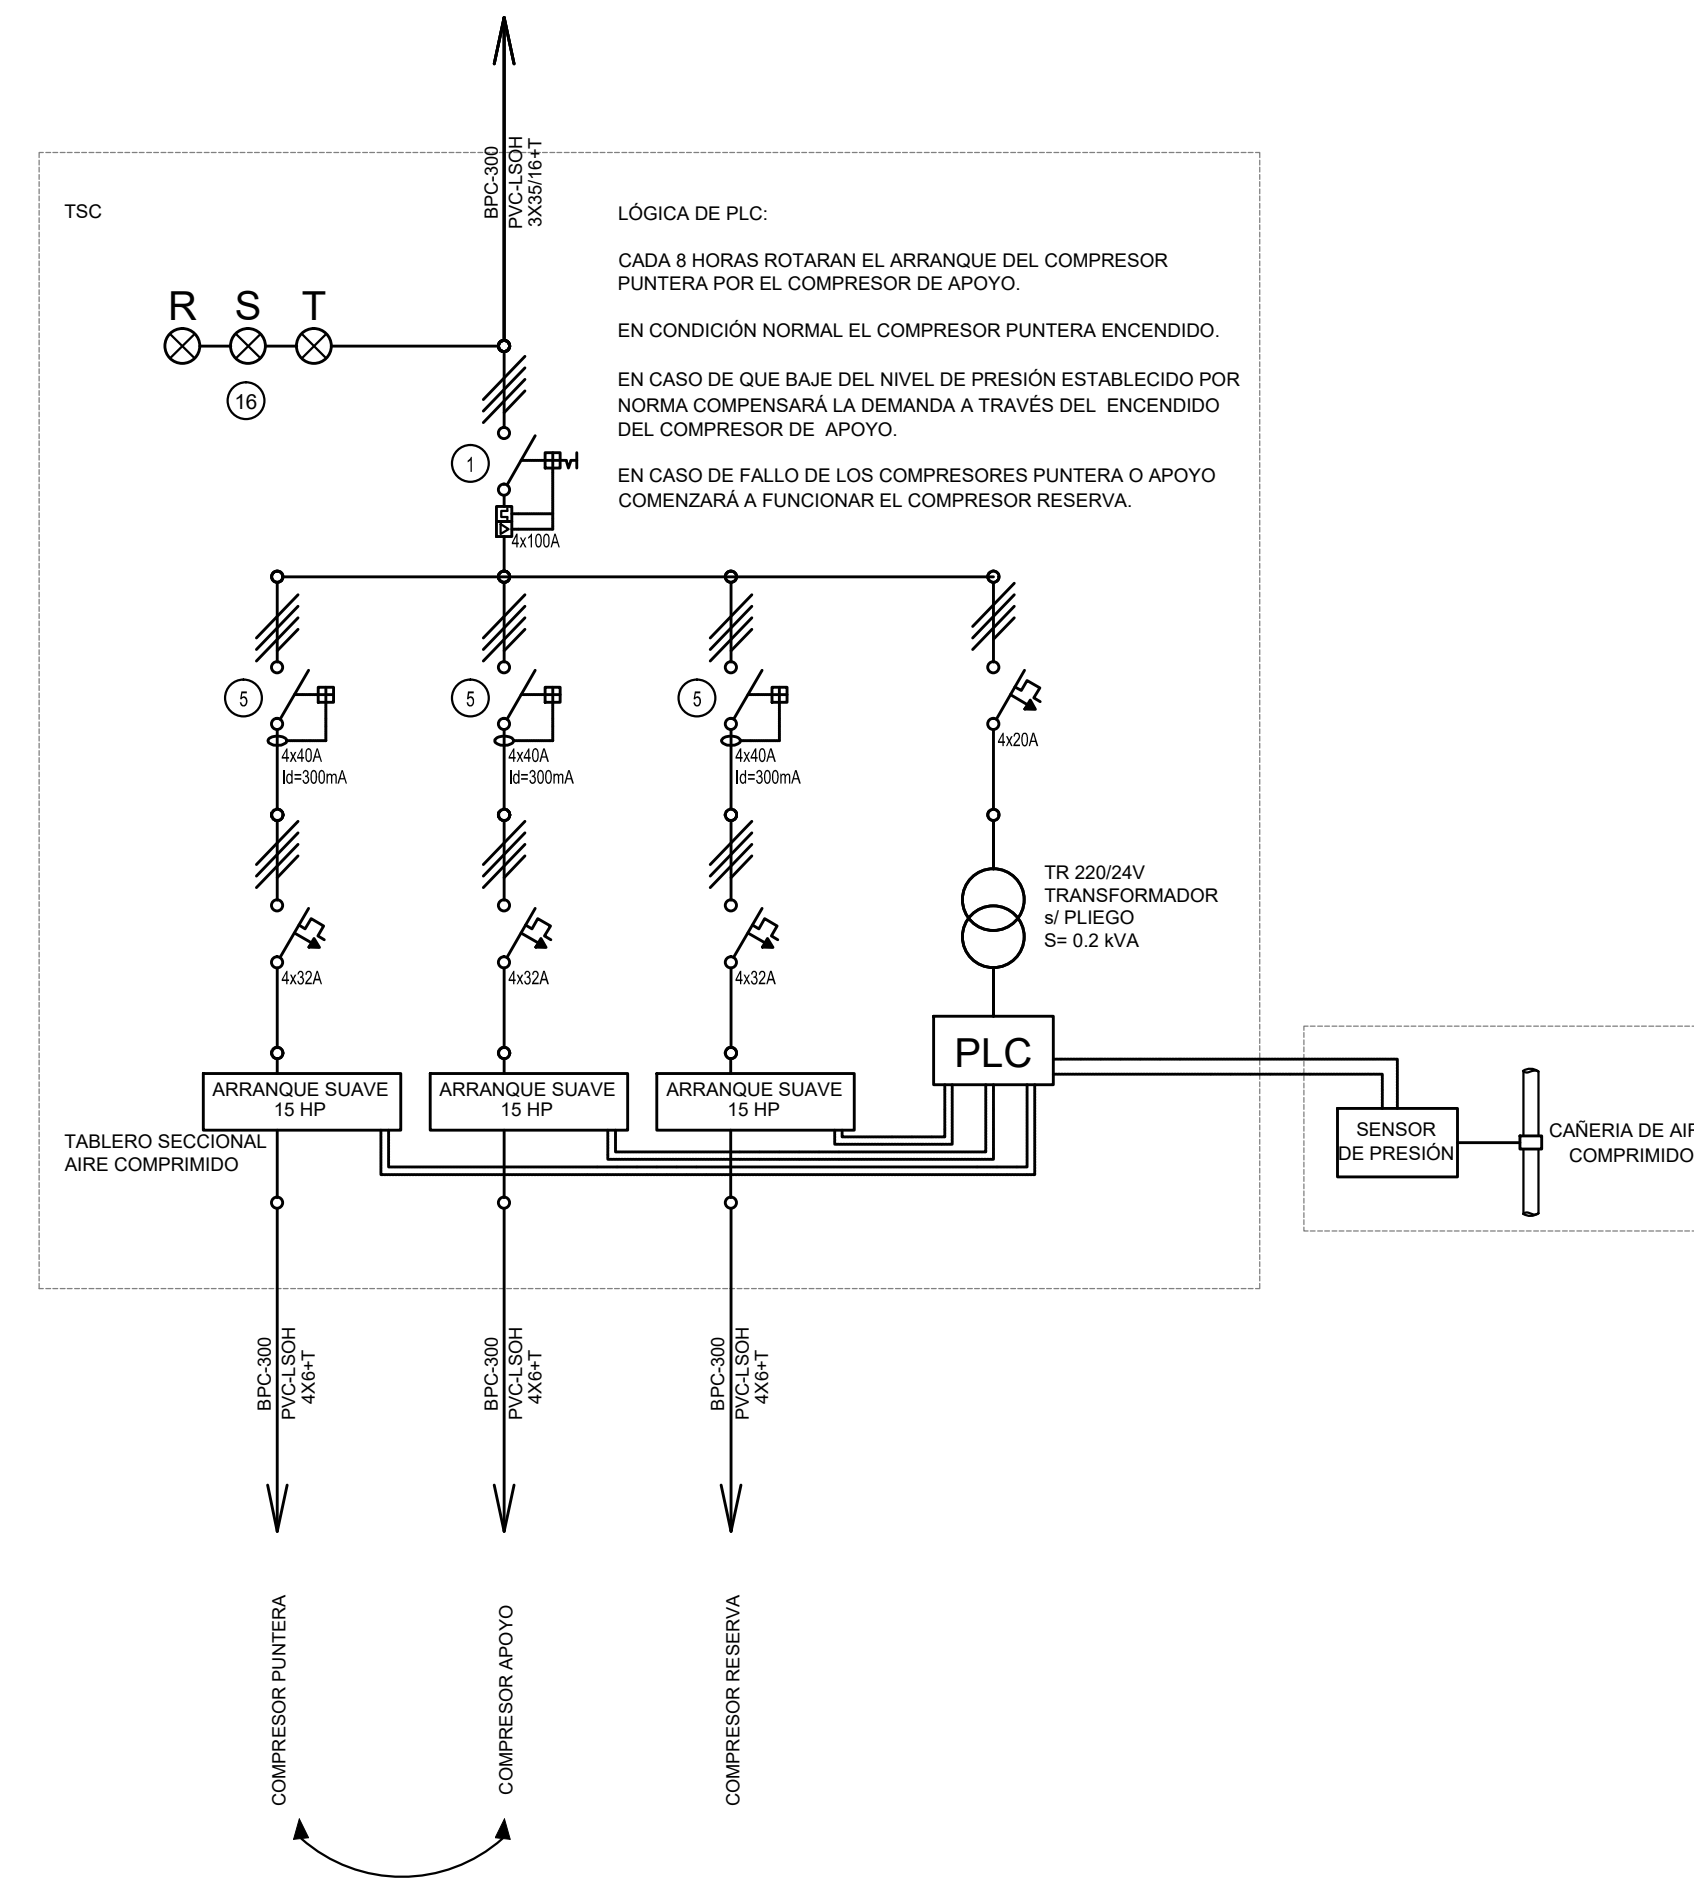 BPC-300
PVC-LSOH
3X35/16+T
TSC
LÓGICA DE PLC:
CADA 8 HORAS ROTARAN EL ARRANQUE DEL COMPRESOR
PUNTERA POR EL COMPRESOR DE APOYO.
EN CONDICIÓN NORMAL EL COMPRESOR PUNTERA ENCENDIDO.
EN CASO DE QUE BAJE DEL NIVEL DE PRESIÓN ESTABLECIDO POR
NORMA COMPENSARÁ LA DEMANDA A TRAVÉS DEL ENCENDIDO
DEL COMPRESOR DE APOYO.
EN CASO DE FALLO DE LOS COMPRESORES PUNTERA O APOYO
COMENZARÁ A FUNCIONAR EL COMPRESOR RESERVA.
R S T
16
1
4x100A
5
4x40A
Id=300mA
5
4x40A
Id=300mA
5
4x40A
Id=300mA
4x20A
TR 220/24V
TRANSFORMADOR
s/ PLIEGO
S= 0.2 kVA
4x32A
4x32A
4x32A
PLC
ARRANQUE SUAVE
15 HP
ARRANQUE SUAVE
15 HP
ARRANQUE SUAVE
15 HP
TABLERO SECCIONAL
AIRE COMPRIMIDO
SENSOR
DE PRESIÓN
CAÑERIA DE
COMPRIMIDO
BPC-300
PVC-LSOH
4X6+T
BPC-300
PVC-LSOH
4X6+T
BPC-300
PVC-LSOH
4X6+T
COMPRESOR PUNTERA
COMPRESOR APOYO
COMPRESOR RESERVA